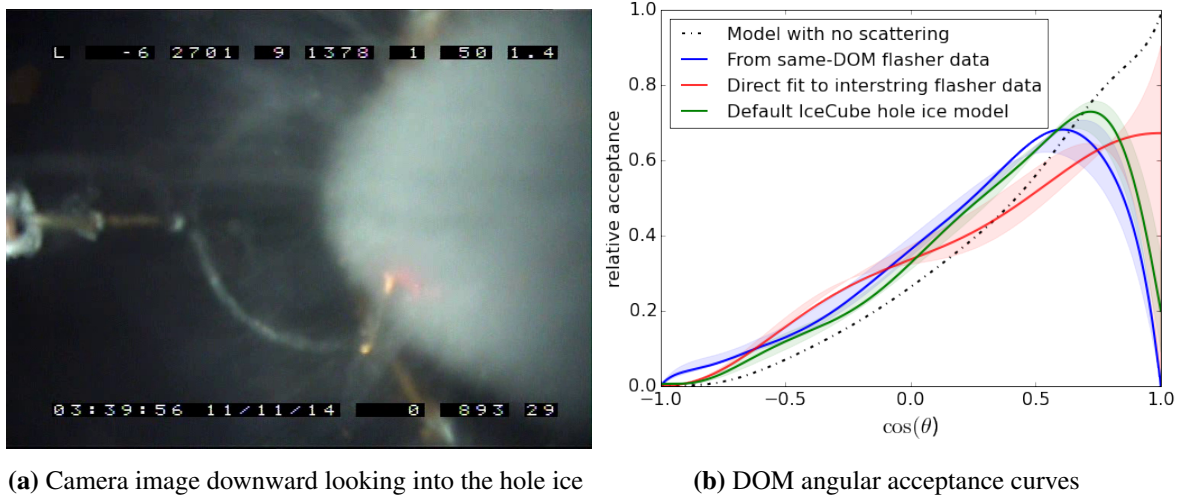 L -6 2701 9 1378 1 50 1.4
03:39:56 11/11/14 0 893 29
(a) Camera image downward looking into the hole ice
Model with no scattering
From same-DOM flasher data
Direct fit to interstring flasher data
Default IceCube hole ice model
relative acceptance
1.0
0.8
0.6
0.4
0.2
0.0
−1.0 −0.5 0.0 0.5 1.0
cos(θ)
(b) DOM angular acceptance curves